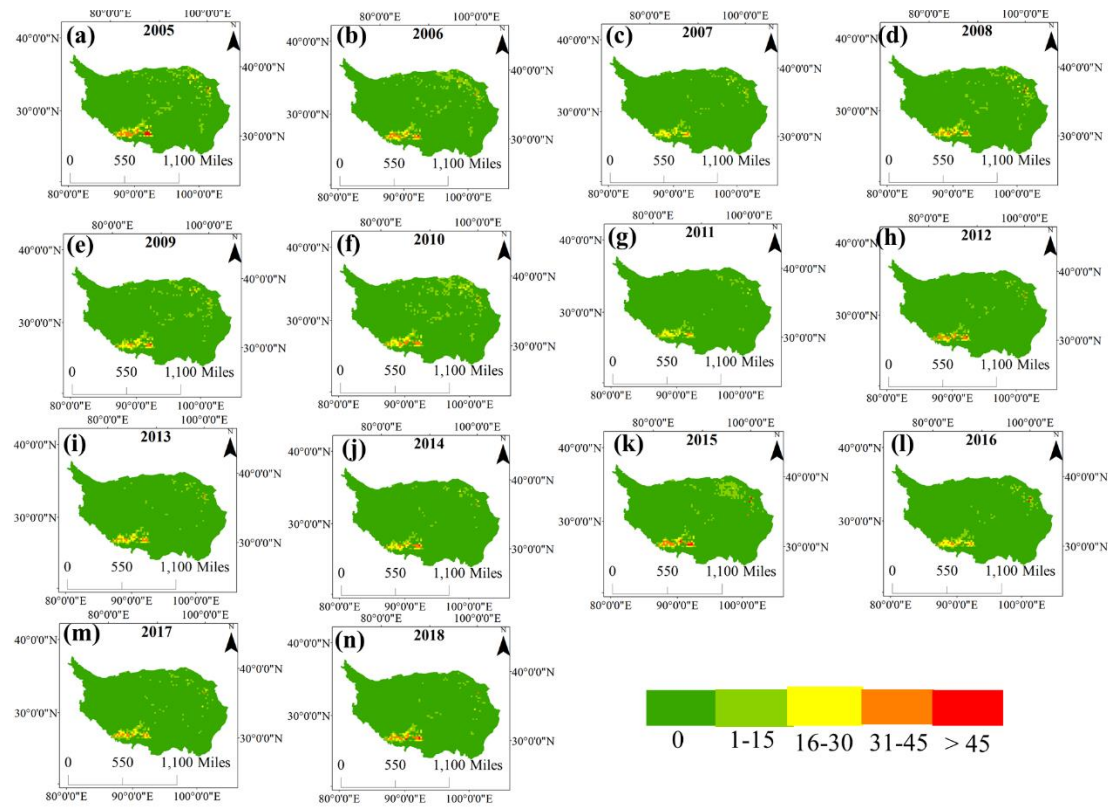 80°0'0"E 100°0'0"E
(a) 2005 N
40°0'0"N 40°0'0"N
30°0'0"N 30°0'0"N
0 550 1,100 Miles
80°0'0"E 90°0'0"E 100°0'0"E
80°0'0"E 100°0'0"E
(b) 2006 N
40°0'0"N 40°0'0"N
30°0'0"N 30°0'0"N
0 550 1,100 Miles
80°0'0"E 90°0'0"E 100°0'0"E
80°0'0"E 100°0'0"E
(c) 2007 N
40°0'0"N 40°0'0"N
30°0'0"N 30°0'0"N
0 550 1,100 Miles
80°0'0"E 90°0'0"E 100°0'0"E
80°0'0"E 100°0'0"E
(d) 2008 N
40°0'0"N 40°0'0"N
30°0'0"N 30°0'0"N
0 550 1,100 Miles
80°0'0"E 90°0'0"E 100°0'0"E
80°0'0"E 100°0'0"E
(e) 2009 N
40°0'0"N 40°0'0"N
30°0'0"N 30°0'0"N
0 550 1,100 Miles
80°0'0"E 90°0'0"E 100°0'0"E
80°0'0"E 100°0'0"E
(f) 2010 N
40°0'0"N 40°0'0"N
30°0'0"N 30°0'0"N
0 550 1,100 Miles
80°0'0"E 90°0'0"E 100°0'0"E
80°0'0"E 100°0'0"E
(g) 2011 N
40°0'0"N 40°0'0"N
30°0'0"N 30°0'0"N
0 550 1,100 Miles
80°0'0"E 90°0'0"E 100°0'0"E
80°0'0"E 100°0'0"E
(h) 2012 N
40°0'0"N 40°0'0"N
30°0'0"N 30°0'0"N
0 550 1,100 Miles
80°0'0"E 90°0'0"E 100°0'0"E
80°0'0"E 100°0'0"E
(i) 2013 N
40°0'0"N 40°0'0"N
30°0'0"N 30°0'0"N
0 550 1,100 Miles
80°0'0"E 90°0'0"E 100°0'0"E
80°0'0"E 100°0'0"E
(j) 2014 N
40°0'0"N 40°0'0"N
30°0'0"N 30°0'0"N
0 550 1,100 Miles
80°0'0"E 90°0'0"E 100°0'0"E
80°0'0"E 100°0'0"E
(k) 2015 N
40°0'0"N 40°0'0"N
30°0'0"N 30°0'0"N
0 550 1,100 Miles
80°0'0"E 90°0'0"E 100°0'0"E
80°0'0"E 100°0'0"E
(l) 2016 N
40°0'0"N 40°0'0"N
30°0'0"N 30°0'0"N
0 550 1,100 Miles
80°0'0"E 90°0'0"E 100°0'0"E
80°0'0"E 100°0'0"E
(m) 2017 N
40°0'0"N 40°0'0"N
30°0'0"N 30°0'0"N
0 550 1,100 Miles
80°0'0"E 90°0'0"E 100°0'0"E
80°0'0"E 100°0'0"E
(n) 2018 N
40°0'0"N 40°0'0"N
30°0'0"N 30°0'0"N
0 550 1,100 Miles
80°0'0"E 90°0'0"E 100°0'0"E
0 1-15 16-30 31-45 > 45